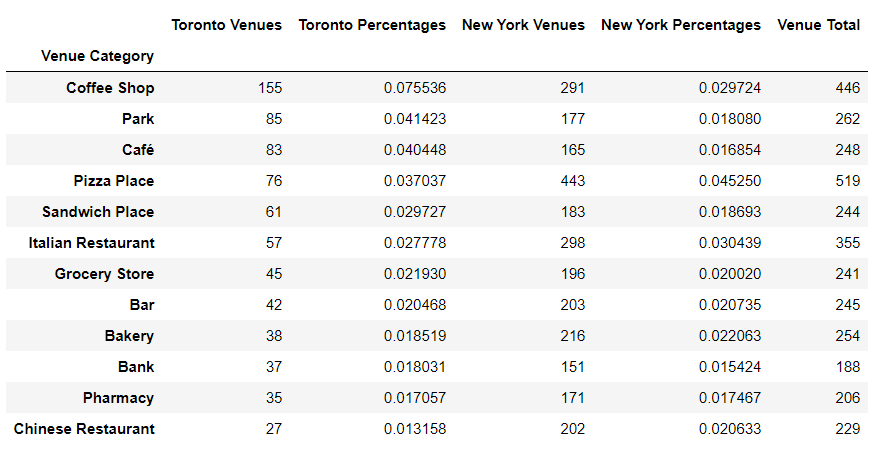 Toronto Venues Toronto Percentages New York Venues New York Percentages Venue Total
Venue Category
Coffee Shop 155 0.075536 291 0.029724 446
Park 85 0.041423 177 0.018080 262
Café 83 0.040448 165 0.016854 248
Pizza Place 76 0.037037 443 0.045250 519
Sandwich Place 61 0.029727 183 0.018693 244
Italian Restaurant 57 0.027778 298 0.030439 355
Grocery Store 45 0.021930 196 0.020020 241
Bar 42 0.020468 203 0.020735 245
Bakery 38 0.018519 216 0.022063 254
Bank 37 0.018031 151 0.015424 188
Pharmacy 35 0.017057 171 0.017467 206
Chinese Restaurant 27 0.013158 202 0.020633 229